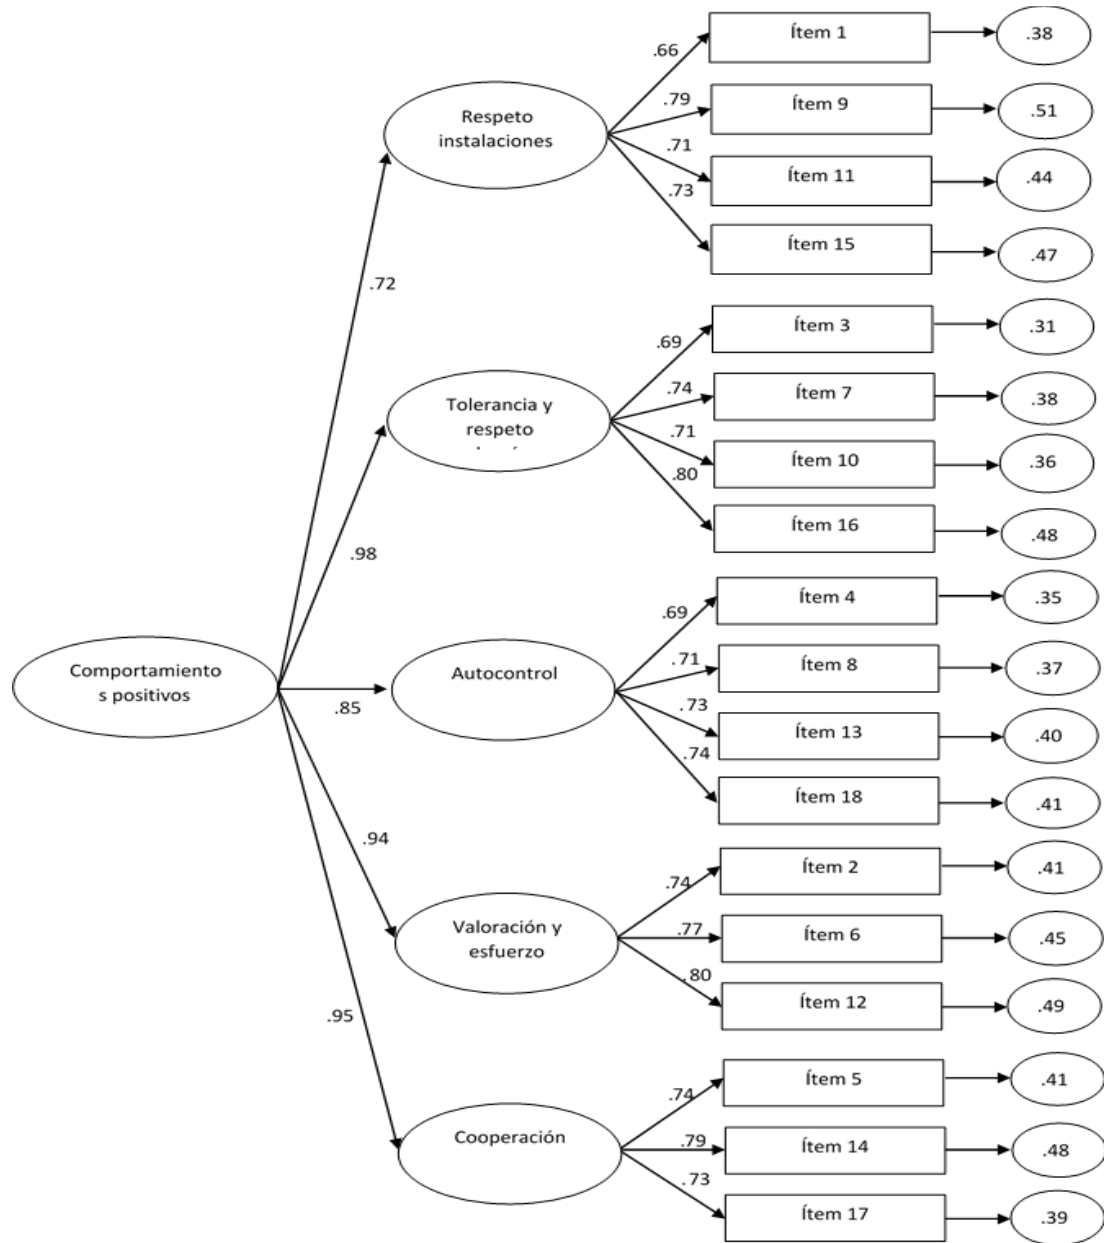 Ítem 1
.38
.66
Ítem 9
.51
.79
Respeto
instalaciones
.71
Ítem 11
.44
.73
Ítem 15
.47
.72
Ítem 3
.31
.69
Ítem 7
.38
.74
Tolerancia y
respeto
.71
Ítem 10
.36
.80
Ítem 16
.48
.98
Ítem 4
.35
.69
.71
Ítem 8
.37
Autocontrol
.73
Ítem 13
.40
.74
Ítem 18
.41
Comportamiento
s positivos
.85
.94
Ítem 2
.41
.74
Valoración y
esfuerzo
.77
Ítem 6
.45
.80
Ítem 12
.49
.95
Ítem 5
.41
.74
Cooperación
.79
Ítem 14
.48
.73
Ítem 17
.39